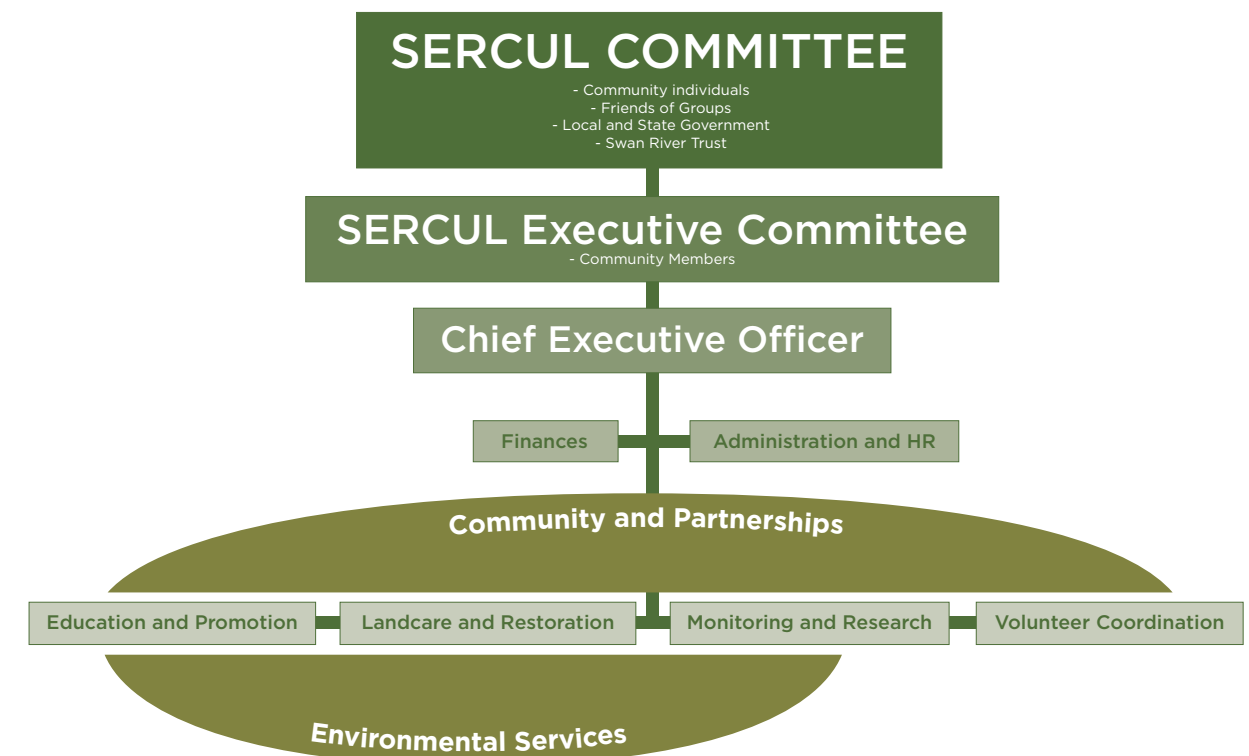 SERCUL COMMITTEE
- Community individuals
- Friends of Groups
- Local and State Government
- Swan River Trust
SERCUL Executive Committee
- Community Members
Chief Executive Officer
Finances
Administration and HR
Community and Partnerships
Education and Promotion
Landcare and Restoration
Monitoring and Research
Volunteer Coordination
Environmental Services